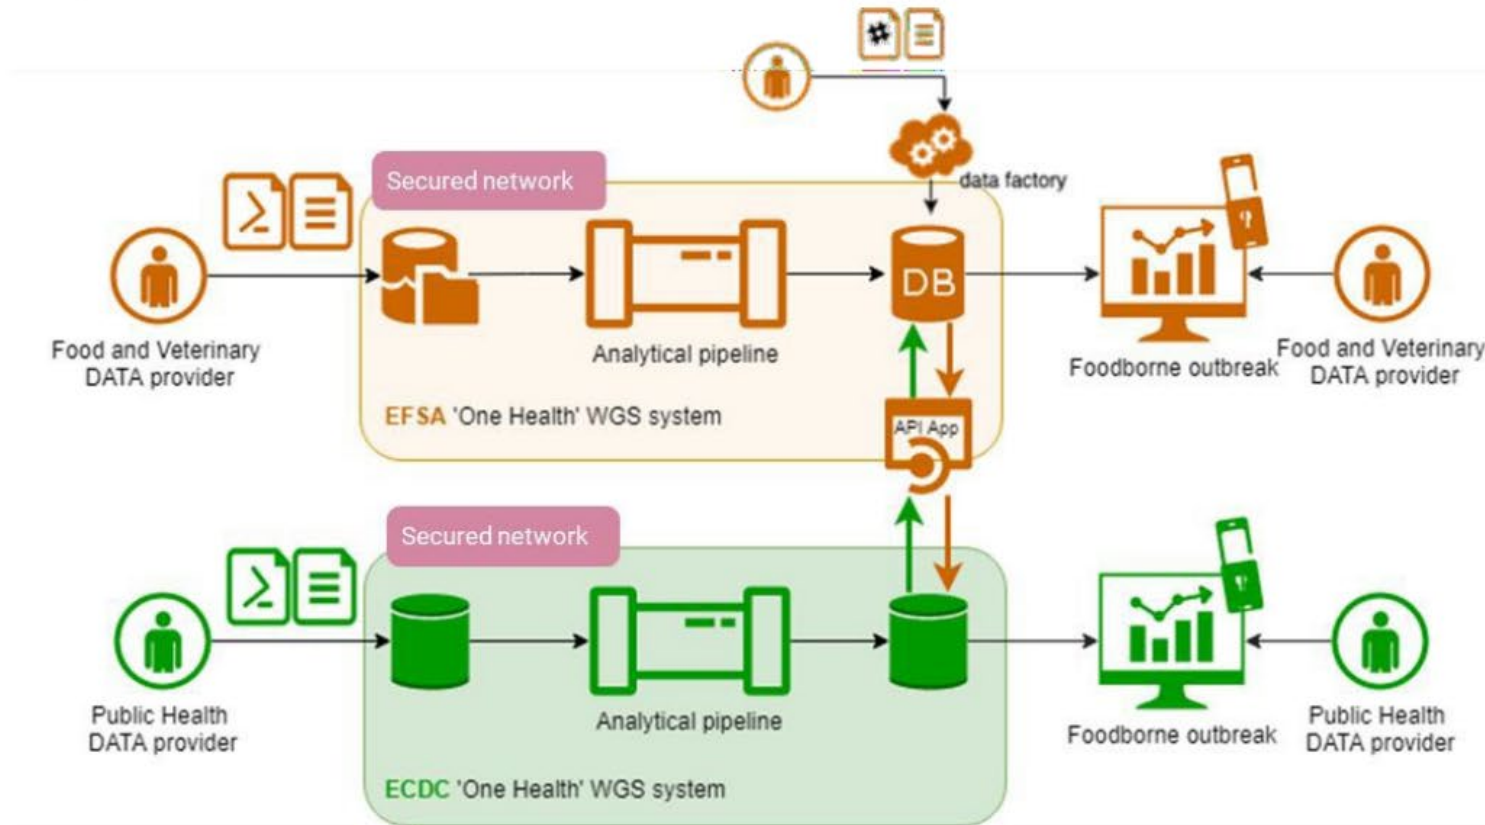 data factory
Secured network
DB
Analytical pipeline
Food and Veterinary
DATA provider
Foodborne outbreak
Food and Veterinary
DATA provider
EFSA 'One Health' WGS system
API App
Secured network
Public Health
DATA provider
Analytical pipeline
Foodborne outbreak
Public Health
DATA provider
ECDC 'One Health' WGS system